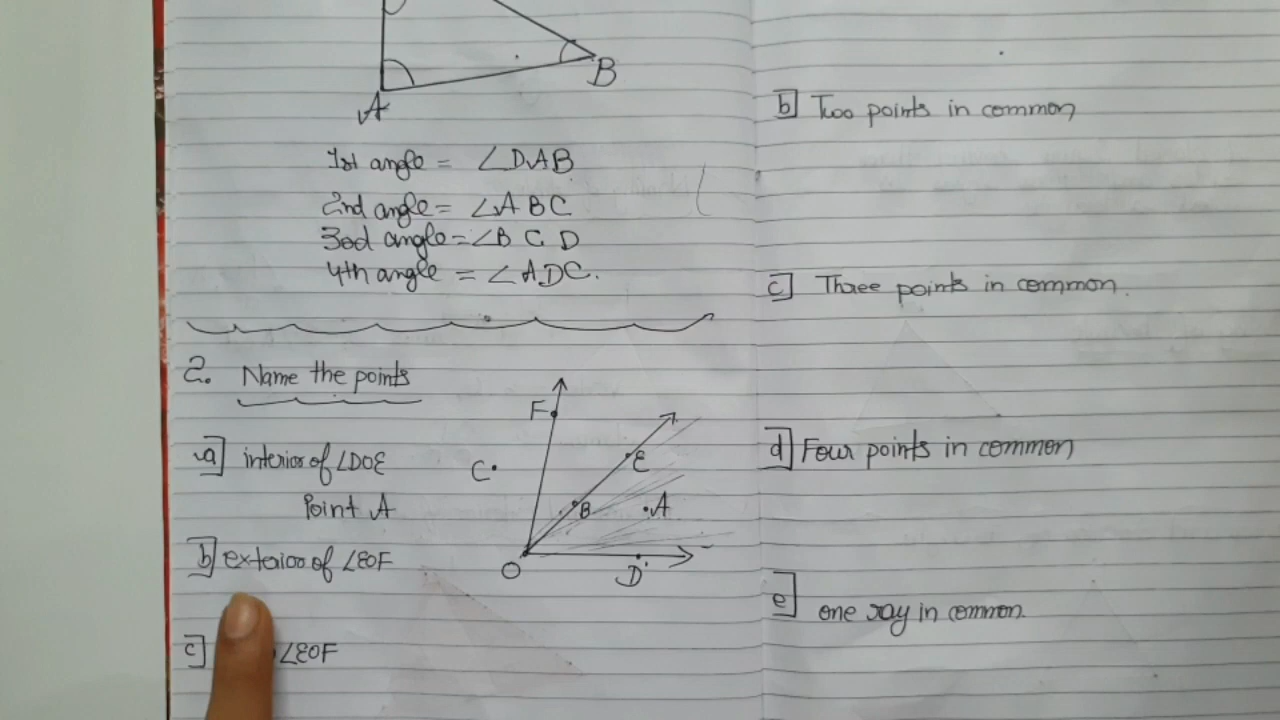 A
B
1st angle = ∠DAB
2nd angle = ∠ABC
3rd angle = ∠BCD
4th angle = ∠ADC.
2. Name the points
a] interior of ∠DOE
Point A
b] exterior of ∠EOF
c] ∠EOF
F
C
E
B
A
O
D
b] Two points in common
c] Three points in common.
d] Four points in common
e] one ray in common.